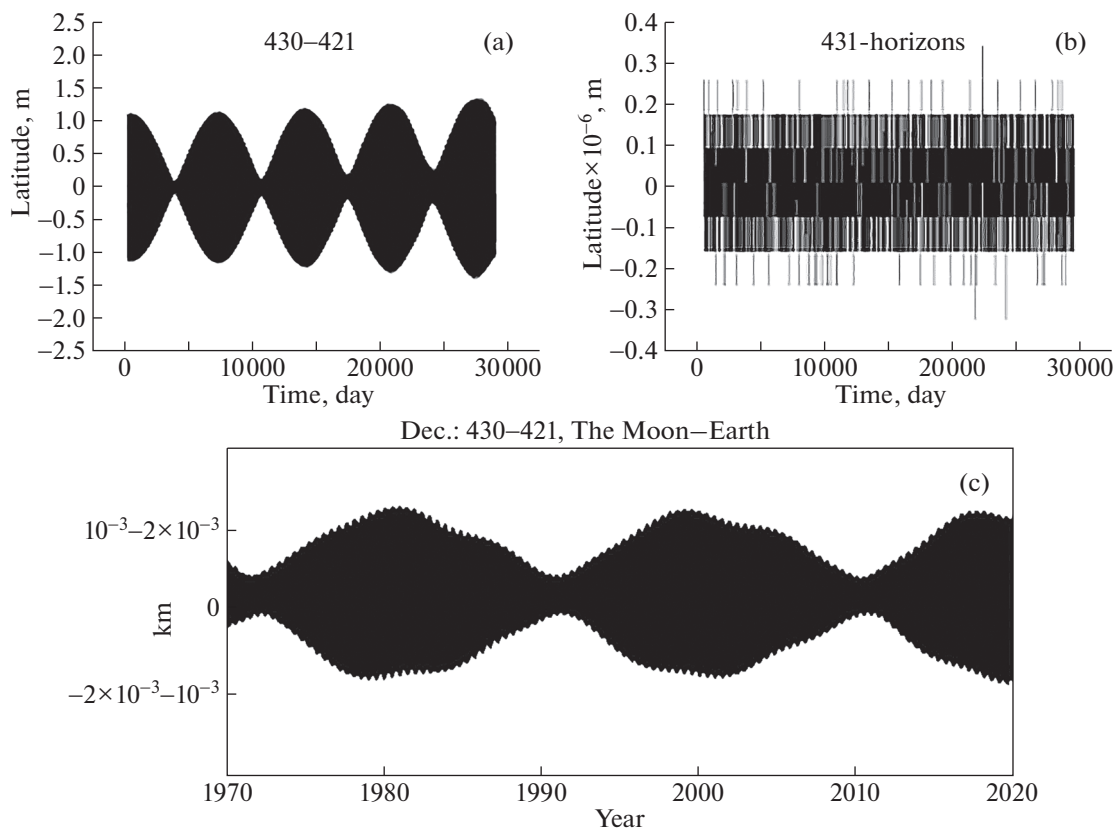 430–421
(a)
2.5
2.0
1.5
1.0
0.5
0
–0.5
–1.0
–1.5
–2.0
–2.5
Latitude, m
0 10000 20000 30000
Time, day
431-horizons
(b)
0.4
0.3
0.2
0.1
0
–0.1
–0.2
–0.3
–0.4
Latitude×10⁻⁶, m
0 10000 20000 30000
Time, day
Dec.: 430–421, The Moon–Earth
(c)
10⁻³–2×10⁻³
0
–2×10⁻³–10⁻³
km
1970 1980 1990 2000 2010 2020
Year